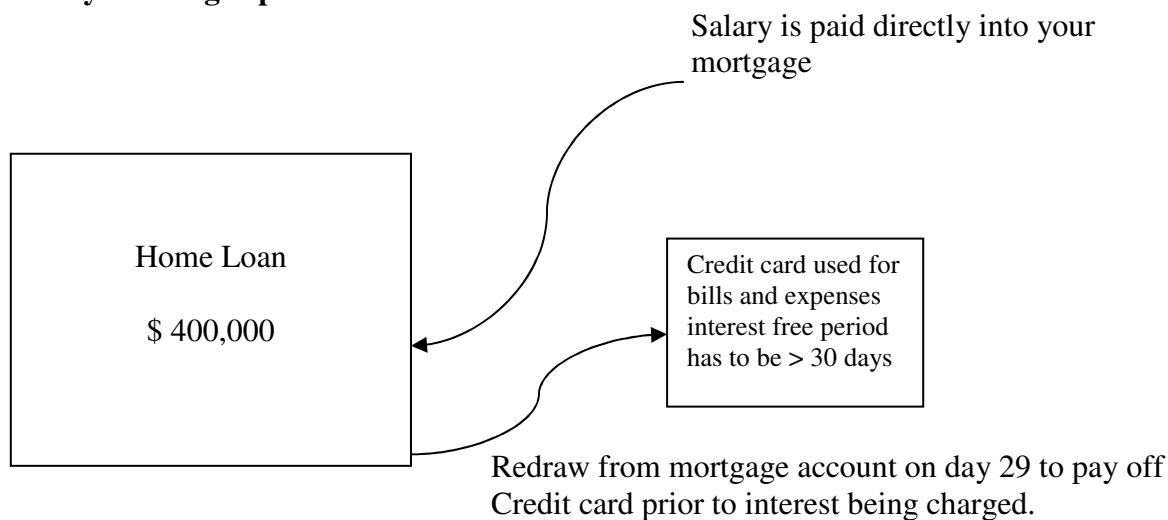 Salary is paid directly into your
mortgage
Home Loan
$ 400,000
Credit card used for
bills and expenses
interest free period
has to be > 30 days
Redraw from mortgage account on day 29 to pay off
Credit card prior to interest being charged.